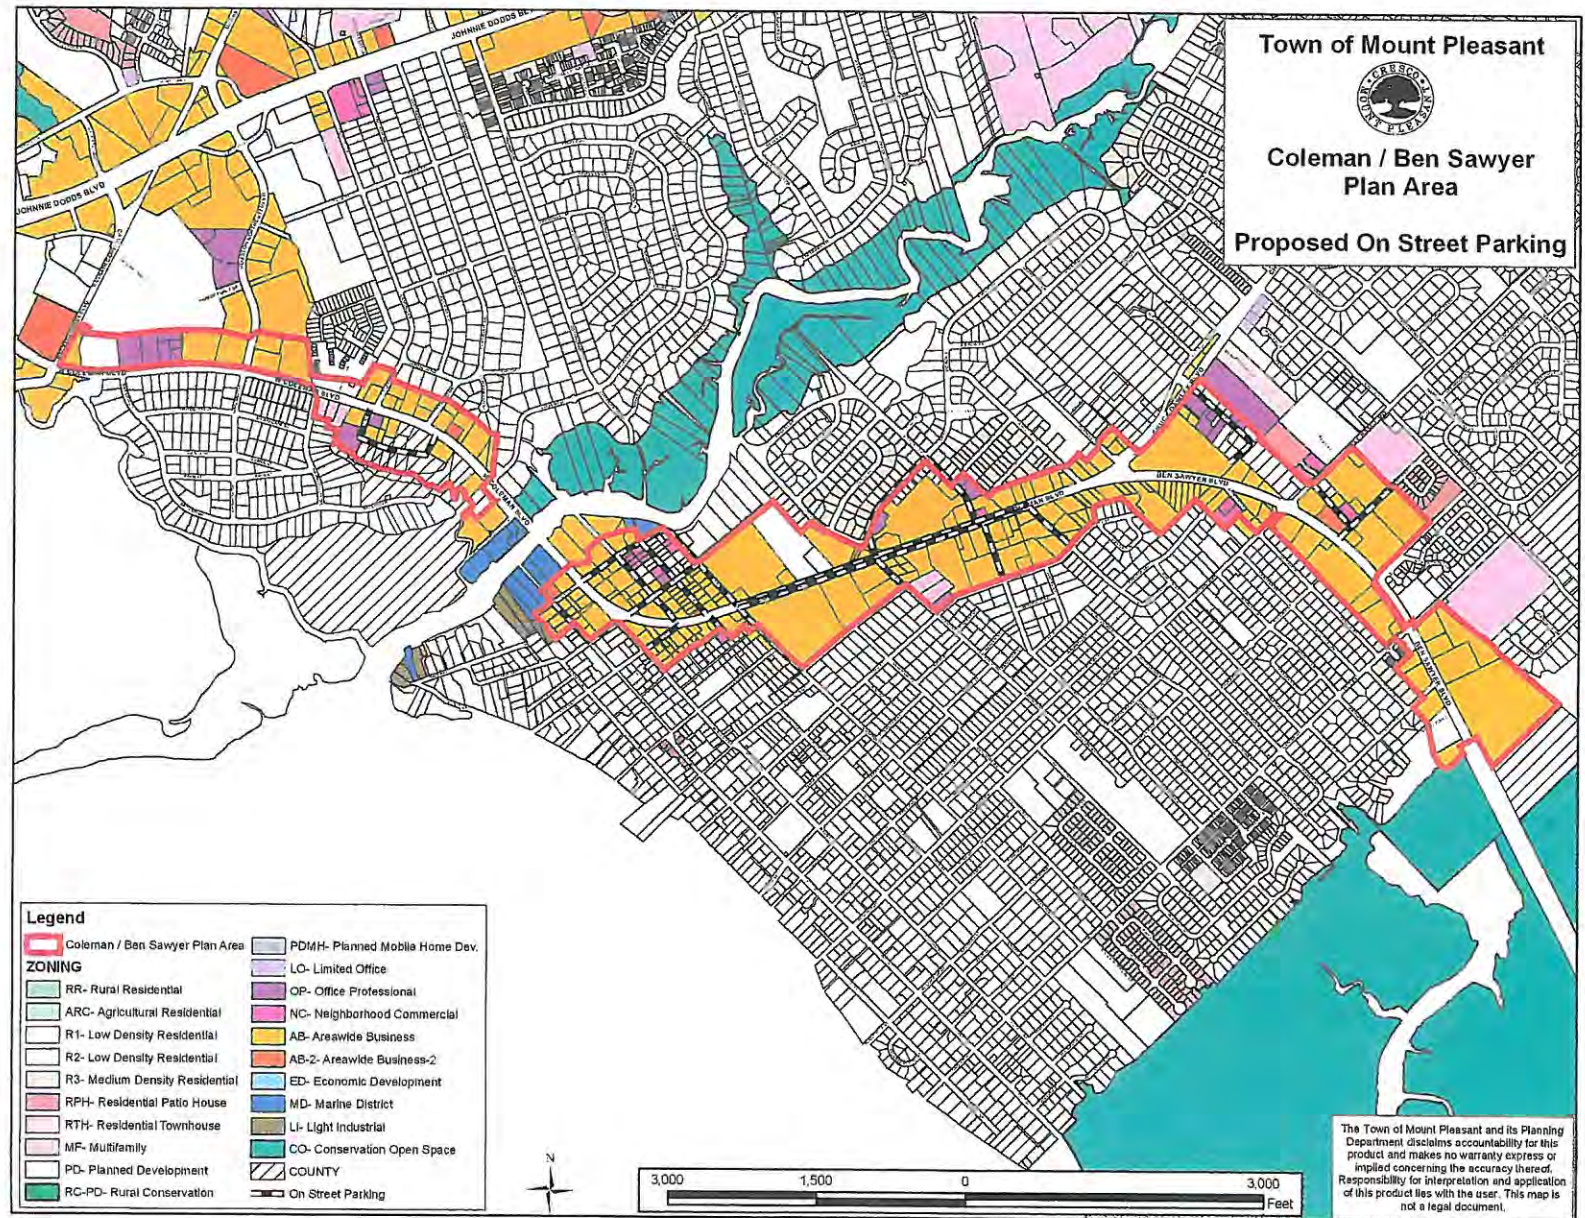 Town of Mount Pleasant
CRESCO
MOUNT PLEASANT
Coleman / Ben Sawyer
Plan Area
Proposed On Street Parking
JOHNNIE DODDS BLVD
JOHNNIE DODDS BLVD
W COLEMAN BLVD
COLEMAN BLVD
BEN SAWYER BLVD
BEN SAWYER BLVD
Legend
Coleman / Ben Sawyer Plan Area
ZONING
RR- Rural Residential
ARC- Agricultural Residential
R1- Low Density Residential
R2- Low Density Residential
R3- Medium Density Residential
RPH- Residential Patio House
RTH- Residential Townhouse
MF- Multifamily
PD- Planned Development
RC-PD- Rural Conservation
PDMH- Planned Mobile Home Dev.
LO- Limited Office
OP- Office Professional
NC- Neighborhood Commercial
AB- Areawide Business
AB-2- Areawide Business-2
ED- Economic Development
MD- Marine District
LI- Light Industrial
CO- Conservation Open Space
COUNTY
On Street Parking
N
3,000 1,500 0 3,000
Feet
The Town of Mount Pleasant and its Planning
Department disclaims accountability for this
product and makes no warranty express or
implied concerning the accuracy thereof.
Responsibility for interpretation and application
of this product lies with the user. This map is
not a legal document.